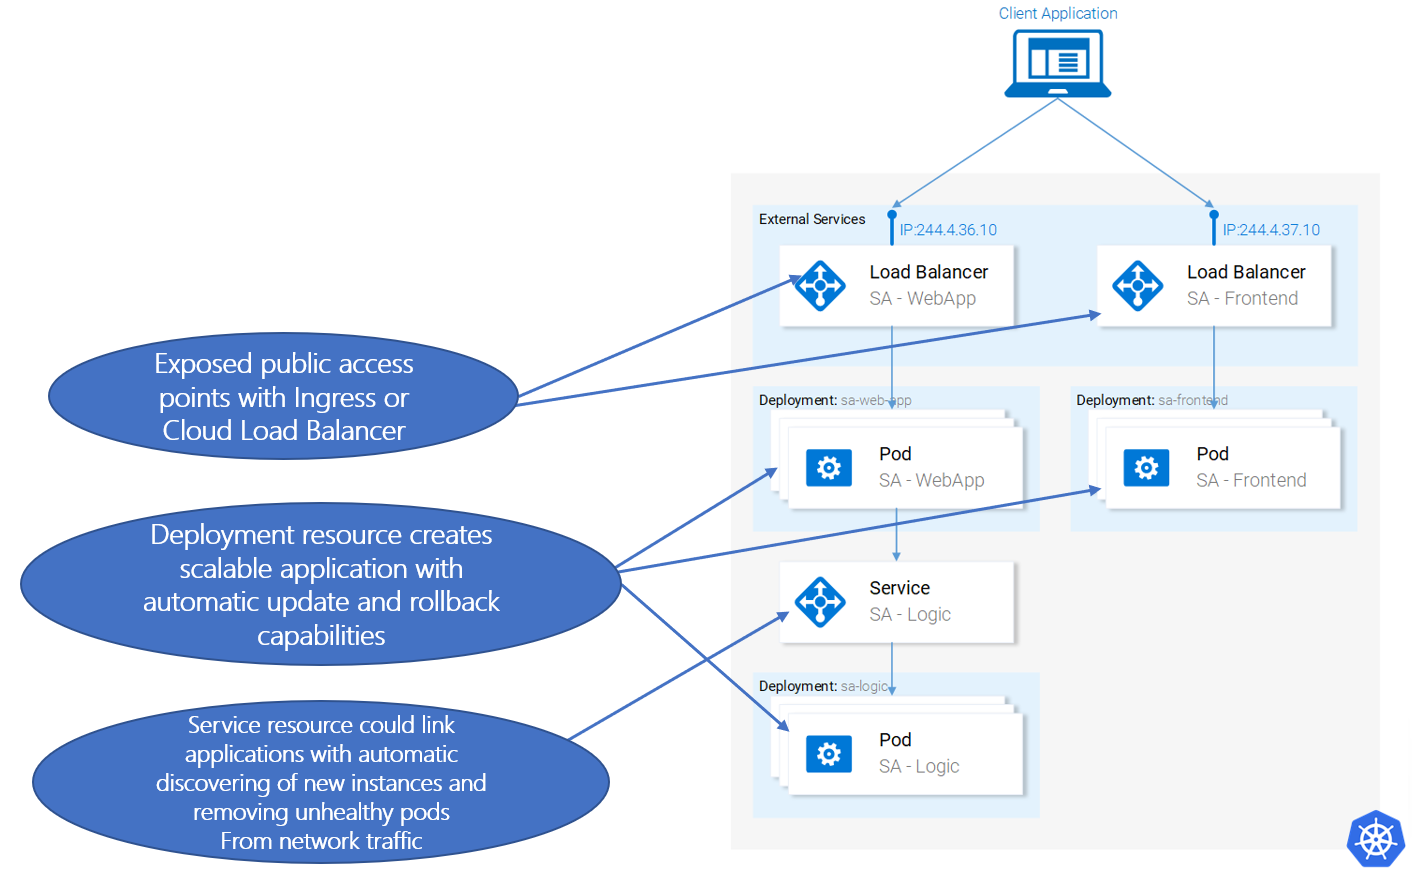 Client Application
External Services
IP:244.4.36.10
IP:244.4.37.10
Load Balancer
SA - WebApp
Load Balancer
SA - Frontend
Exposed public access
points with Ingress or
Cloud Load Balancer
Deployment: sa-web-app
Deployment: sa-frontend
Pod
SA - WebApp
Pod
SA - Frontend
Deployment resource creates
scalable application with
automatic update and rollback
capabilities
Service
SA - Logic
Deployment: sa-logic
Pod
SA - Logic
Service resource could link
applications with automatic
discovering of new instances and
removing unhealthy pods
From network traffic